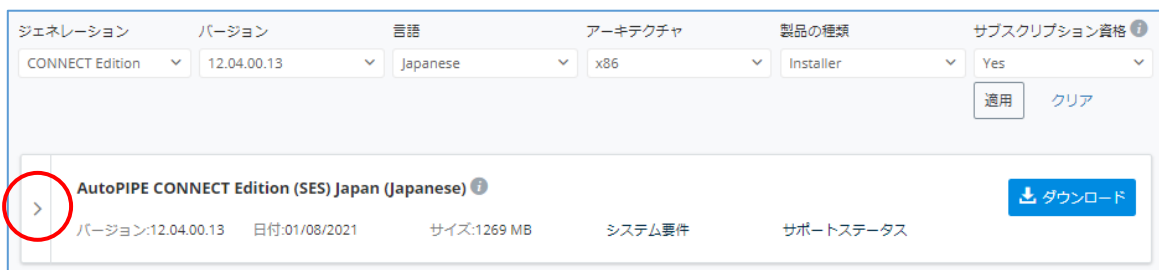 ジェネレーション バージョン 言語 アーキテクチャ 製品の種類 サブスクリプション資格
CONNECT Edition 12.04.00.13 Japanese x86 Installer Yes
適用 クリア
AutoPIPE CONNECT Edition (SES) Japan (Japanese)
ダウンロード
バージョン:12.04.00.13 日付:01/08/2021 サイズ:1269 MB システム要件 サポートステータス